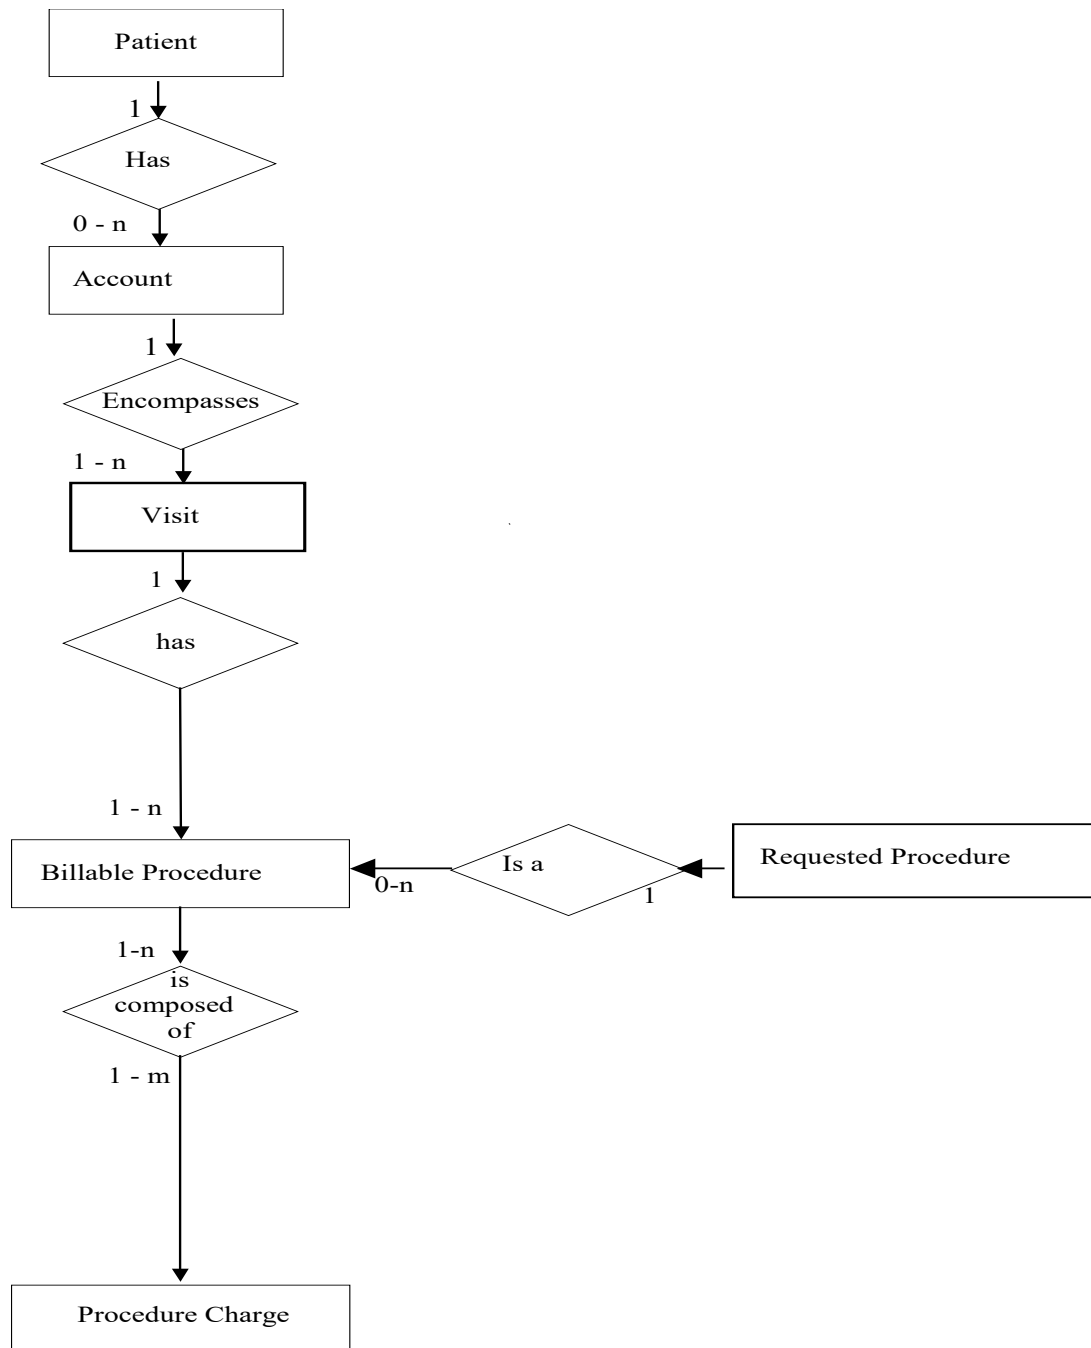 Patient
1
Has
0 - n
Account
1
Encompasses
1 - n
Visit
1
has
1 - n
Billable Procedure
0-n
Is a
1
Requested Procedure
1-n
is
composed
of
1 - m
Procedure Charge